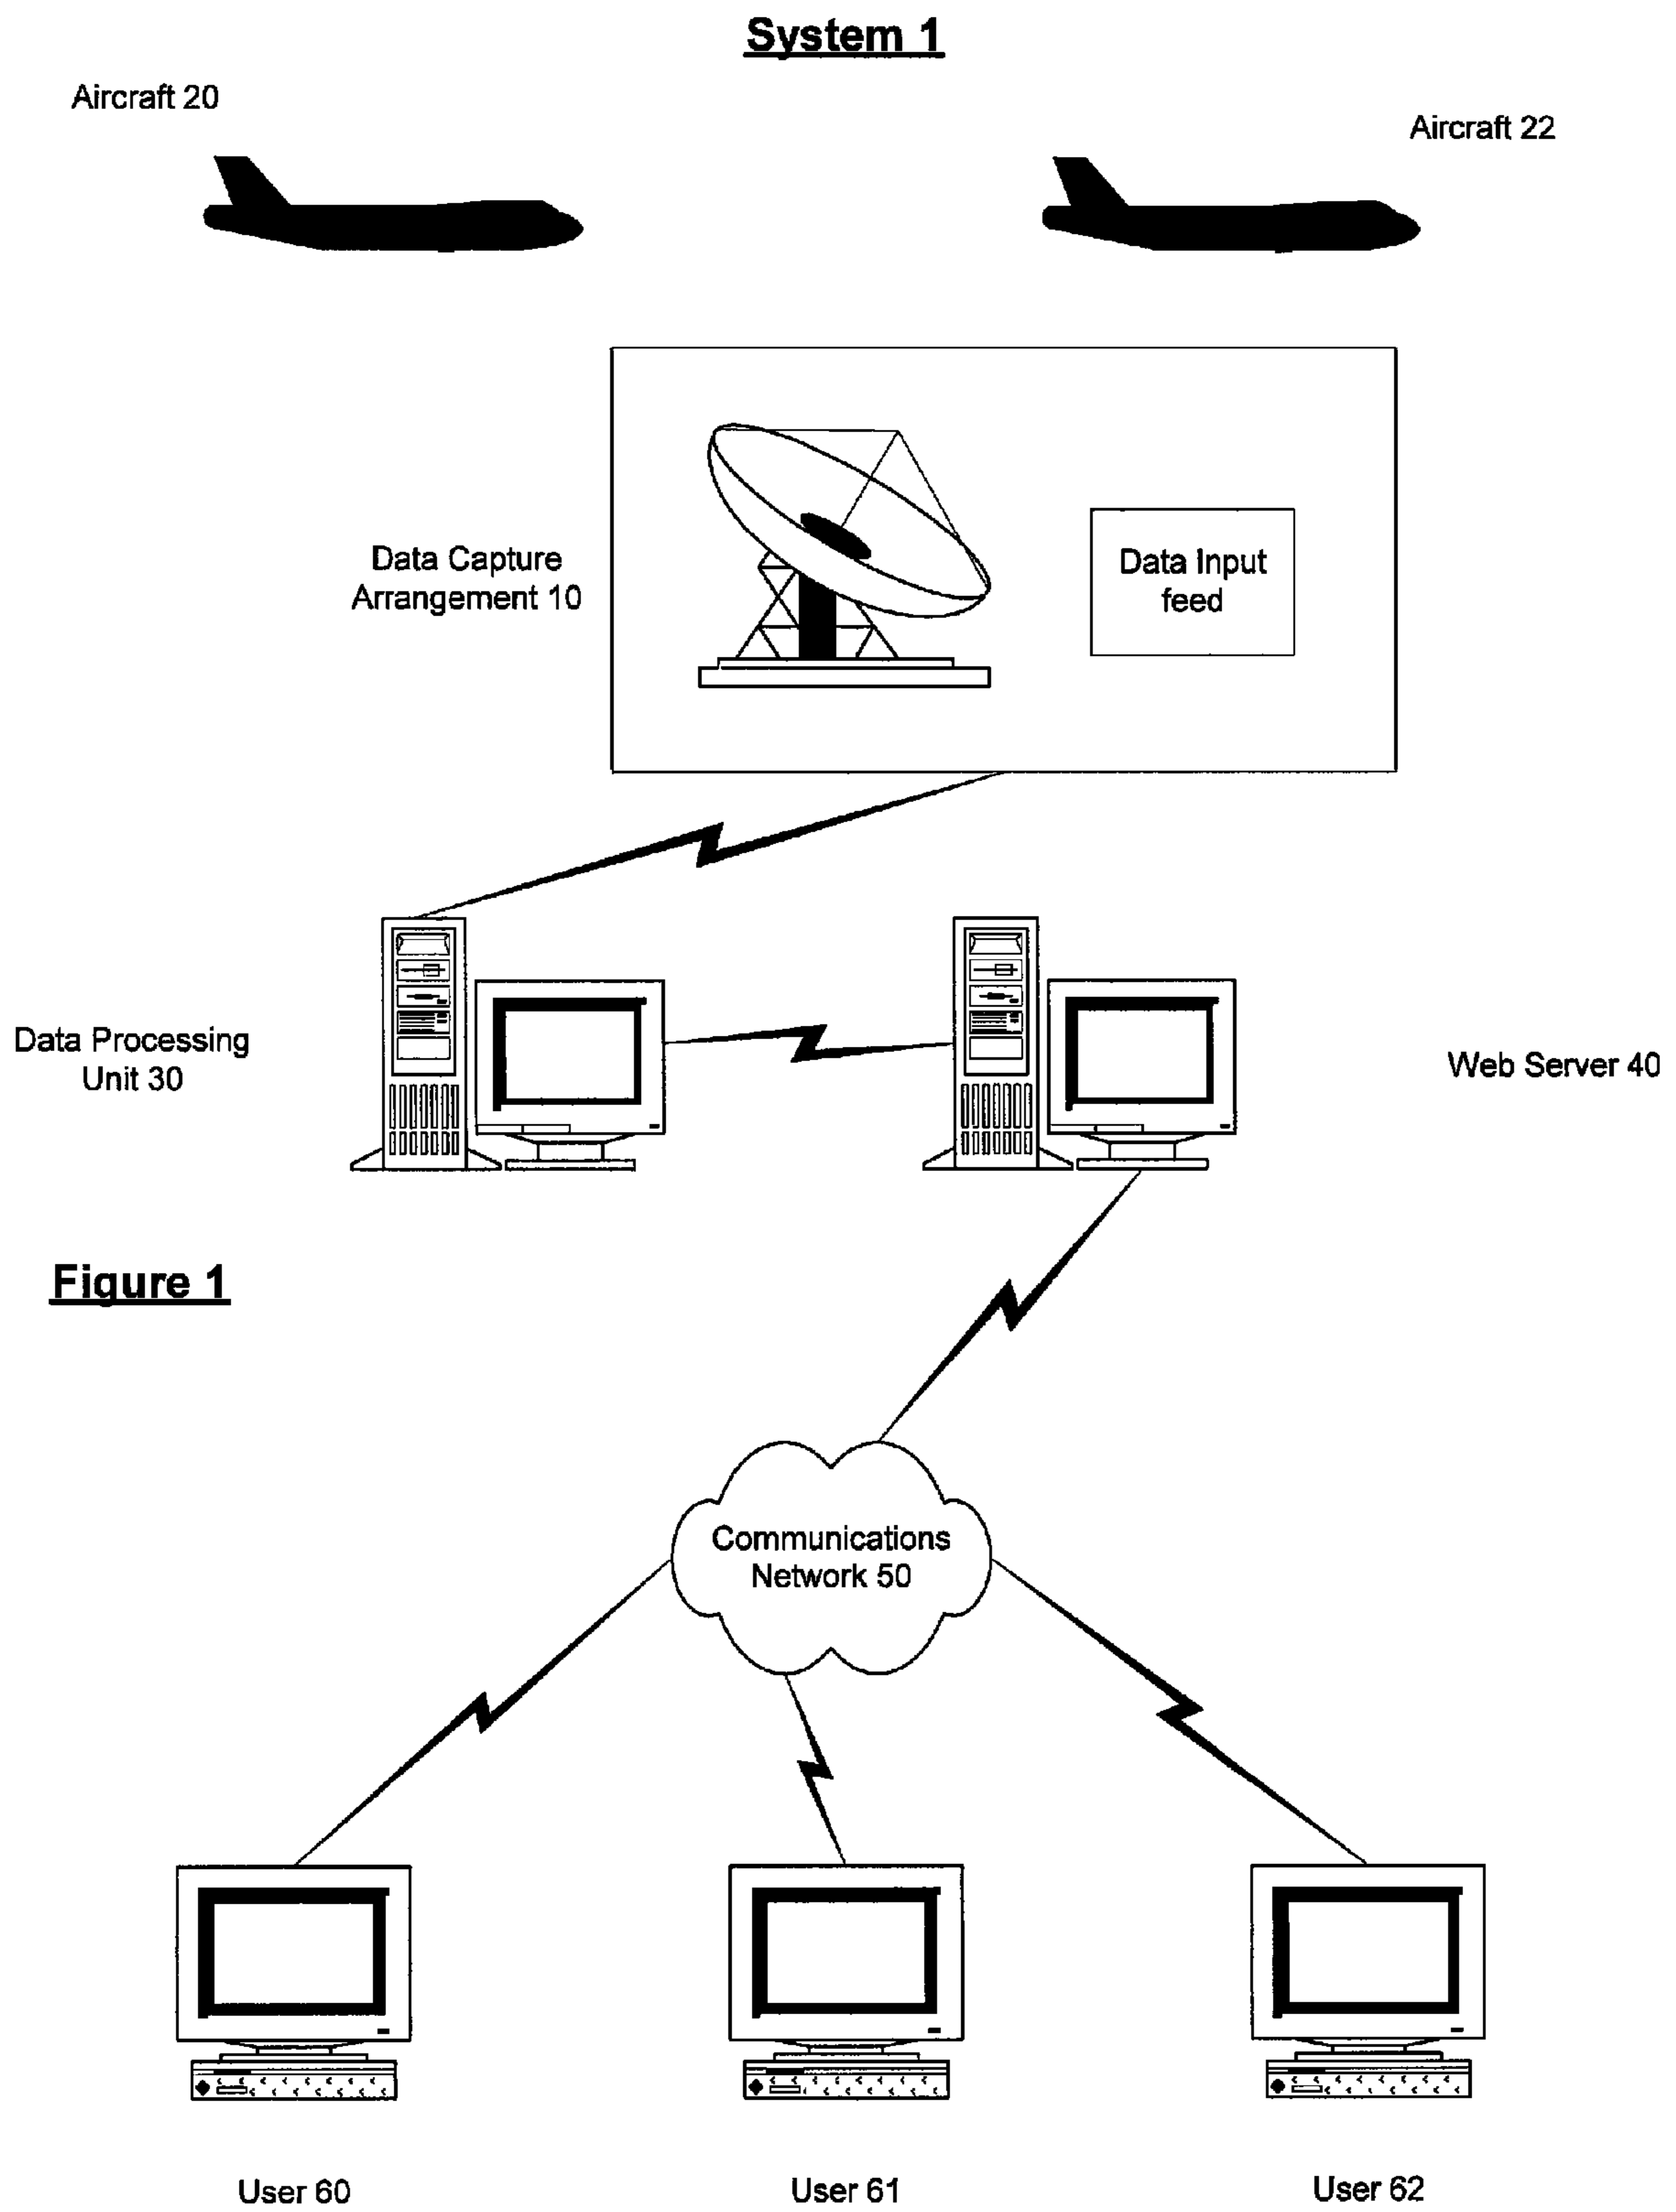 System 1
Aircraft 20
Aircraft 22
Data Capture
Arrangement 10
Data Input
feed
Data Processing
Unit 30
Web Server 40
Figure 1
Communications
Network 50
User 60
User 61
User 62